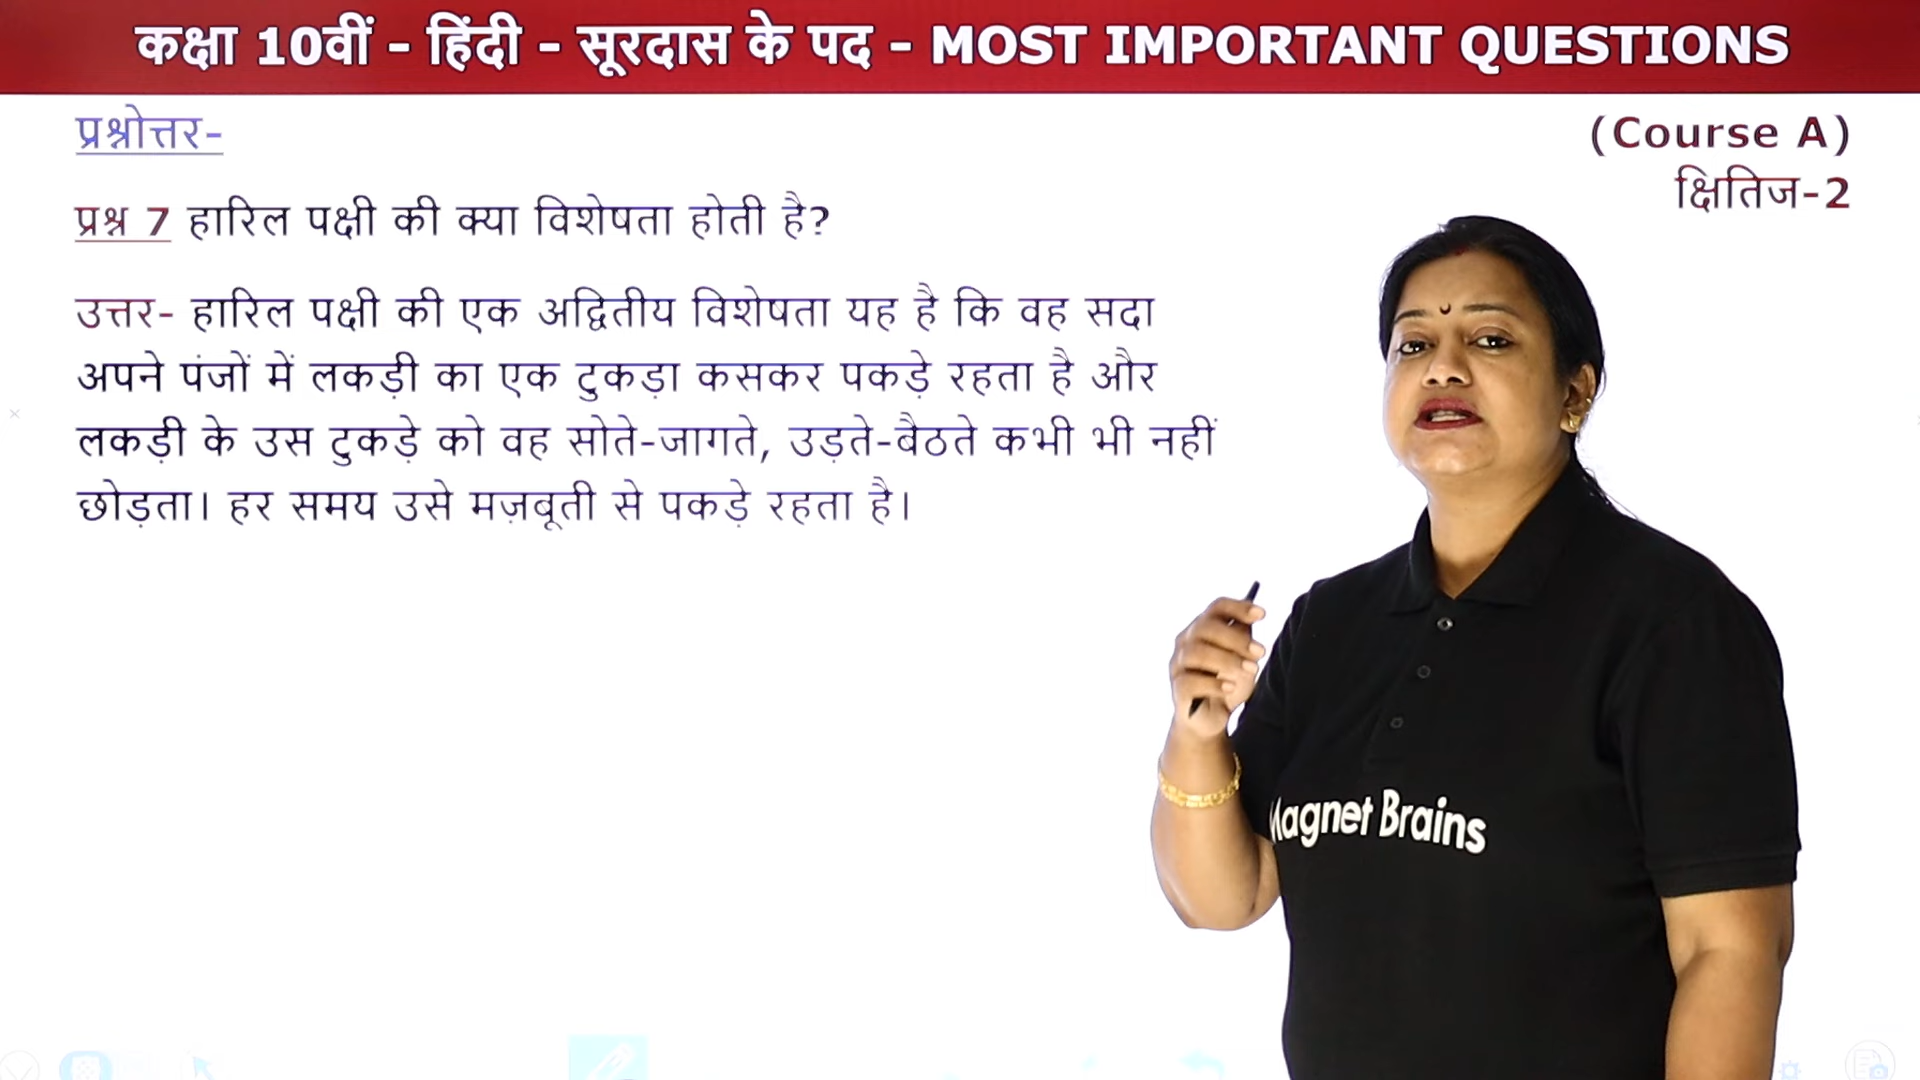 कक्षा 10वीं - हिंदी - सूरदास के पद - MOST IMPORTANT QUESTIONS
प्रश्नोत्तर-
(Course A)
क्षितिज-2
प्रश्न 7 हारिल पक्षी की क्या विशेषता होती है?
उत्तर- हारिल पक्षी की एक अद्वितीय विशेषता यह है कि वह सदा
अपने पंजों में लकड़ी का एक टुकड़ा कसकर पकड़े रहता है और
लकड़ी के उस टुकड़े को वह सोते-जागते, उड़ते-बैठते कभी भी नहीं
छोड़ता। हर समय उसे मज़बूती से पकड़े रहता है।
Magnet Brains